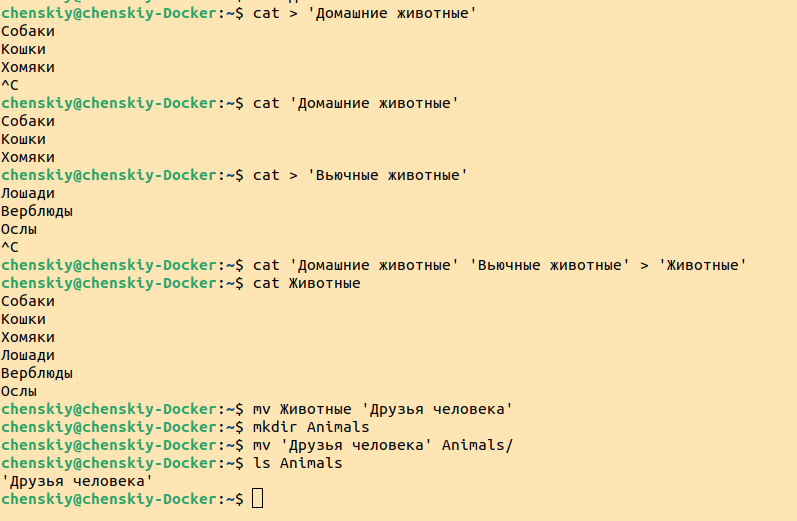 chenskiy@chenskiy-Docker:~$ cat > 'Домашние животные'
Собаки
Кошки
Хомяки
^C
chenskiy@chenskiy-Docker:~$ cat 'Домашние животные'
Собаки
Кошки
Хомяки
chenskiy@chenskiy-Docker:~$ cat > 'Вьючные животные'
Лошади
Верблюды
Ослы
^C
chenskiy@chenskiy-Docker:~$ cat 'Домашние животные' 'Вьючные животные' > 'Животные'
chenskiy@chenskiy-Docker:~$ cat Животные
Собаки
Кошки
Хомяки
Лошади
Верблюды
Ослы
chenskiy@chenskiy-Docker:~$ mv Животные 'Друзья человека'
chenskiy@chenskiy-Docker:~$ mkdir Animals
chenskiy@chenskiy-Docker:~$ mv 'Друзья человека' Animals/
chenskiy@chenskiy-Docker:~$ ls Animals
'Друзья человека'
chenskiy@chenskiy-Docker:~$